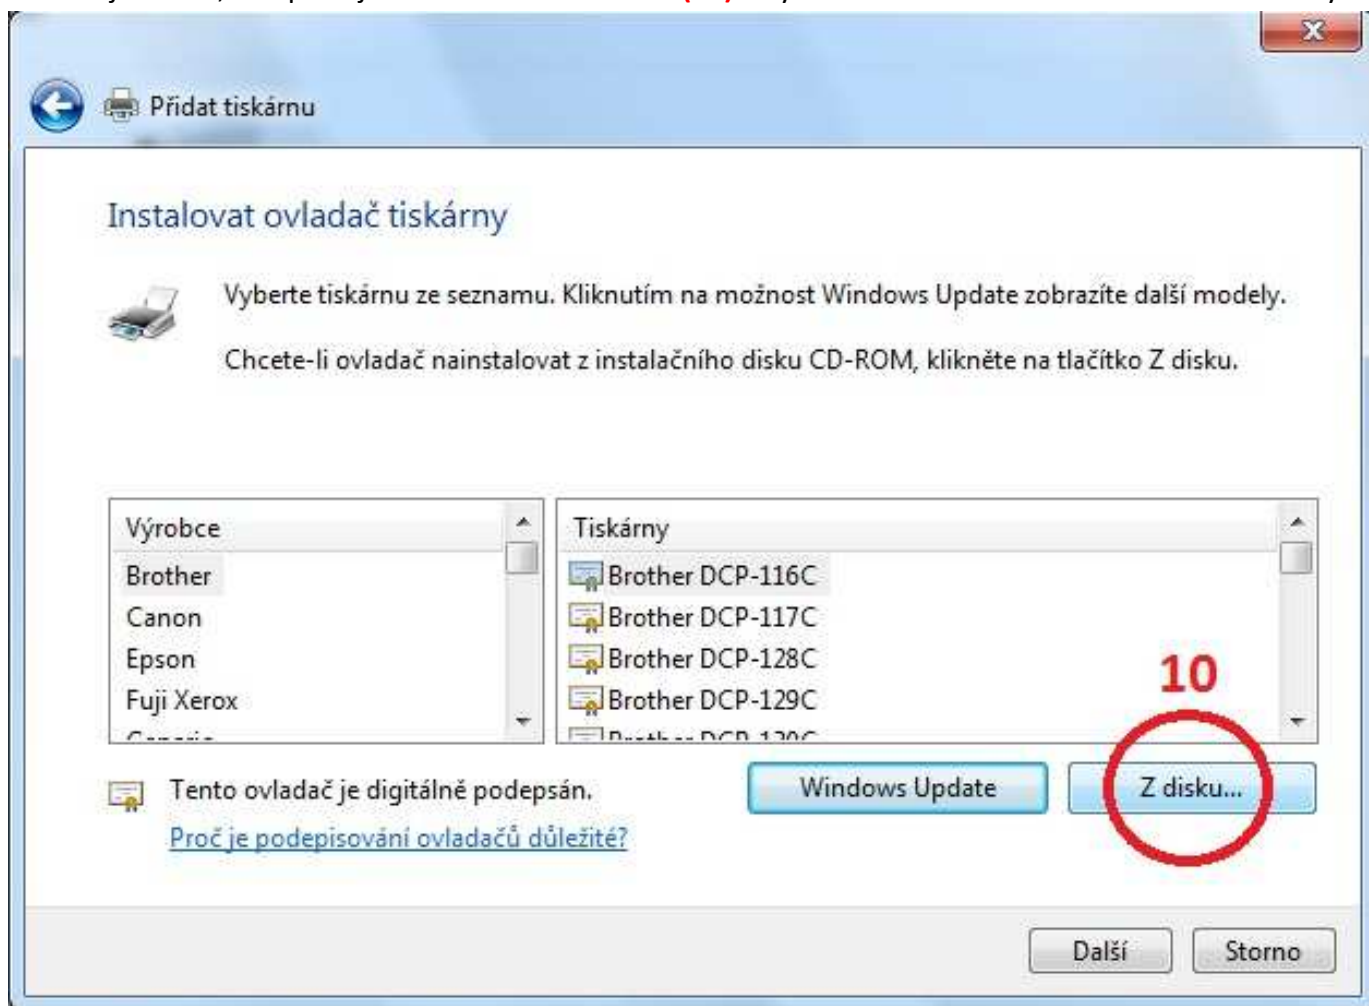 Přidat tiskárnu
Instalovat ovladač tiskárny
Vyberte tiskárnu ze seznamu. Kliknutím na možnost Windows Update zobrazíte další modely.
Chcete-li ovladač nainstalovat z instalačního disku CD-ROM, klikněte na tlačítko Z disku.
Výrobce
Brother
Canon
Epson
Fuji Xerox
Tiskárny
Brother DCP-116C
Brother DCP-117C
Brother DCP-128C
Brother DCP-129C
10
Tento ovladač je digitálně podepsán.
Windows Update
Z disku...
Proč je podepisování ovladačů důležité?
Další
Storno